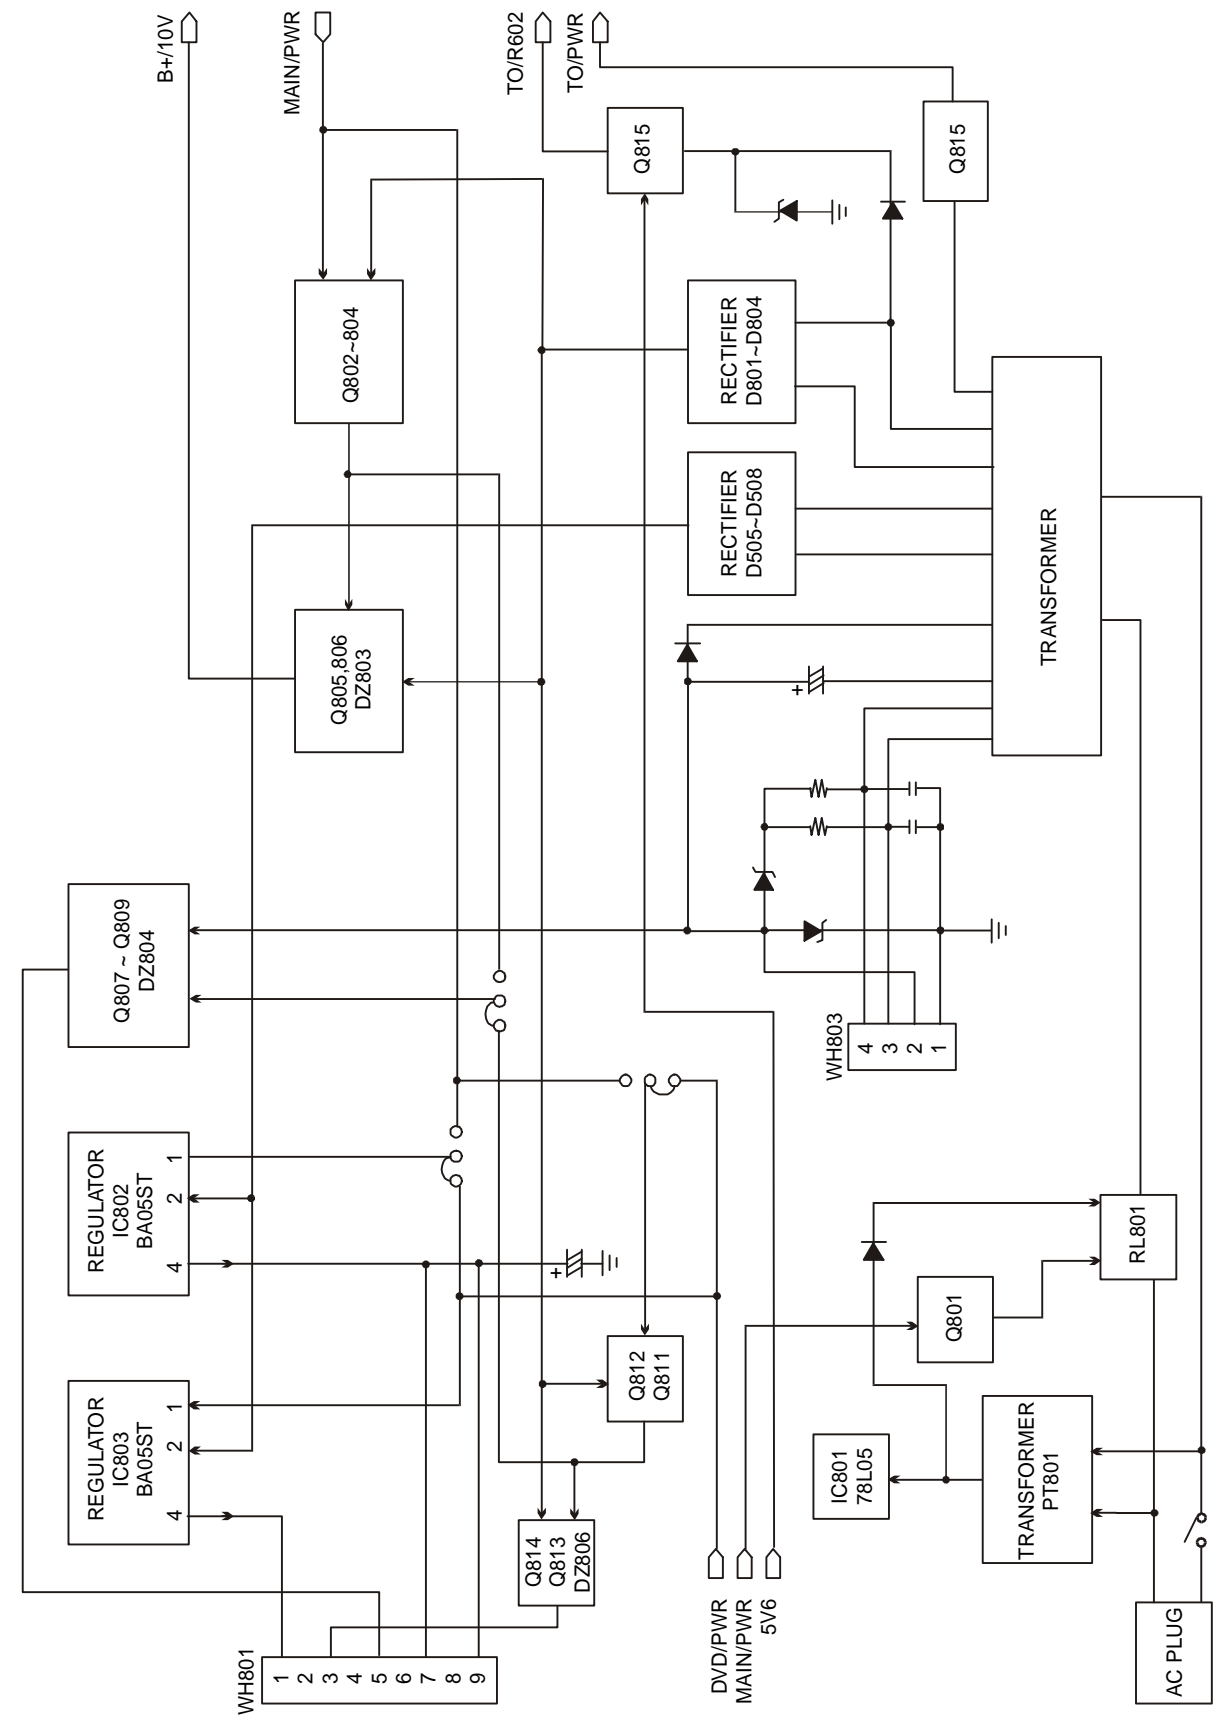 B+/10V
MAIN/PWR
TO/R602
TO/PWR
Q815
Q815
Q802~804
RECTIFIER
D801~D804
RECTIFIER
D505~D508
TRANSFORMER
Q805,806
DZ803
+
Q807 ~ Q809
DZ804
WH803
4
3
2
1
REGULATOR
IC802
BA05ST
1
2
4
+
REGULATOR
IC803
BA05ST
1
2
4
Q812
Q811
Q801
RL801
IC801
78L05
TRANSFORMER
PT801
Q814
Q813
DZ806
DVD/PWR
MAIN/PWR
5V6
AC PLUG
WH801
1
2
3
4
5
6
7
8
9